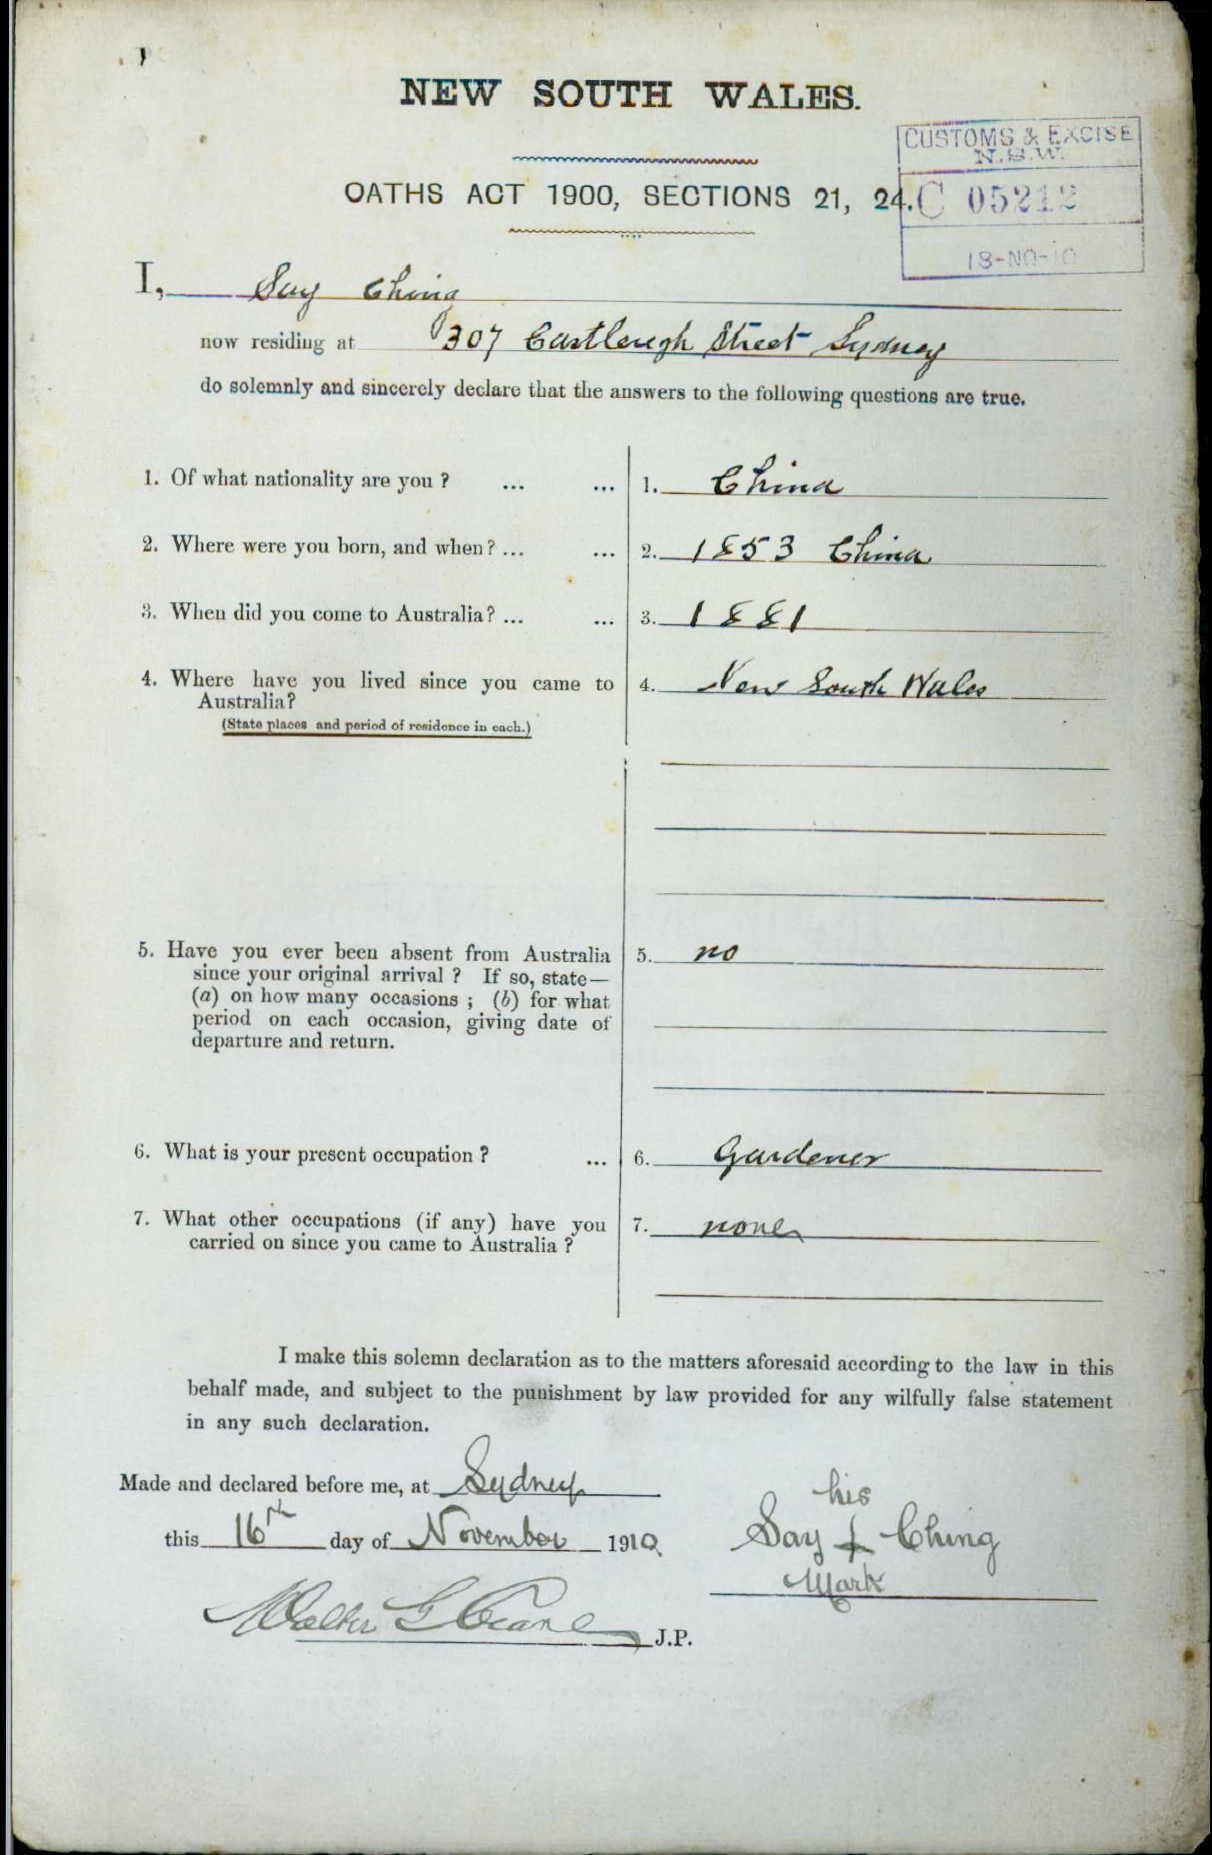 NEW SOUTH WALES.
CUSTOMS & EXCISE
N.S.W.
C 05212
18-NO-10
OATHS ACT 1900, SECTIONS 21, 24.
I, Say Ching
now residing at 307 Castlereigh Street Sydney
do solemnly and sincerely declare that the answers to the following questions are true.
1. Of what nationality are you? ... ... 1. China
2. Where were you born, and when? ... ... 2. 1853 China
3. When did you come to Australia? ... ... 3. 1881
4. Where have you lived since you came to 4. New South Wales
Australia?
(State places and period of residence in each.)
5. Have you ever been absent from Australia 5. no
since your original arrival? If so, state—
(a) on how many occasions; (b) for what
period on each occasion, giving date of
departure and return.
6. What is your present occupation? ... 6. Gardener
7. What other occupations (if any) have you 7. none
carried on since you came to Australia?
I make this solemn declaration as to the matters aforesaid according to the law in this
behalf made, and subject to the punishment by law provided for any wilfully false statement
in any such declaration.
Made and declared before me, at Sydney
this 16th day of November 1910
his
Say X Ching
Mark
Walter G Crane J.P.